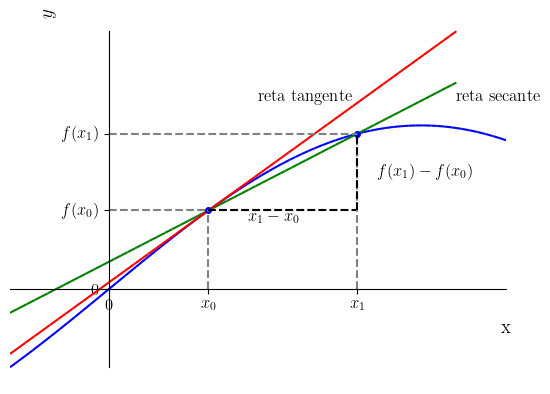 y
reta tangente
reta secante
f(x₁)
f(x₁) − f(x₀)
f(x₀)
x₁ − x₀
0
0
x₀
x₁
x